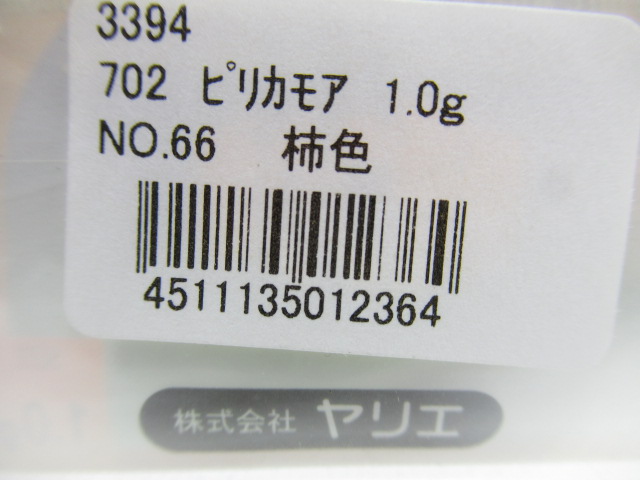 3394
702 ﾋﾟﾘｶﾓｱ 1.0g
NO.66 柿色
4511135012364
株式会社 ヤリエ